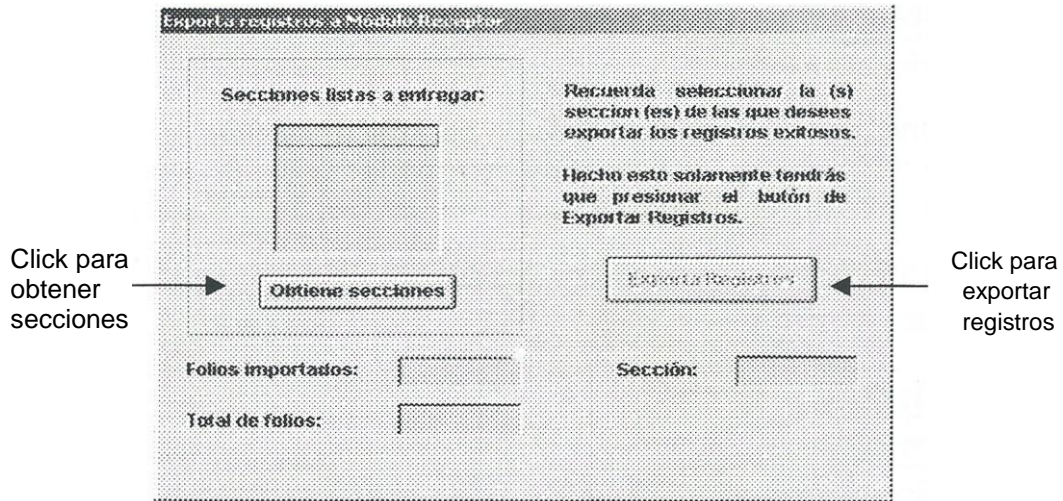 Exporta registros a Módulo Receptor
Secciones listas a entregar:
Recuerda seleccionar la (s)
seccion (es) de las que desees
exportar los registros exitosos.
Hecho esto solamente tendrás
que presionar el botón de
Exportar Registros.
Click para
obtener
secciones
Obtiene secciones
Exporta Registros
Click para
exportar
registros
Folios importados:
Sección:
Total de folios: